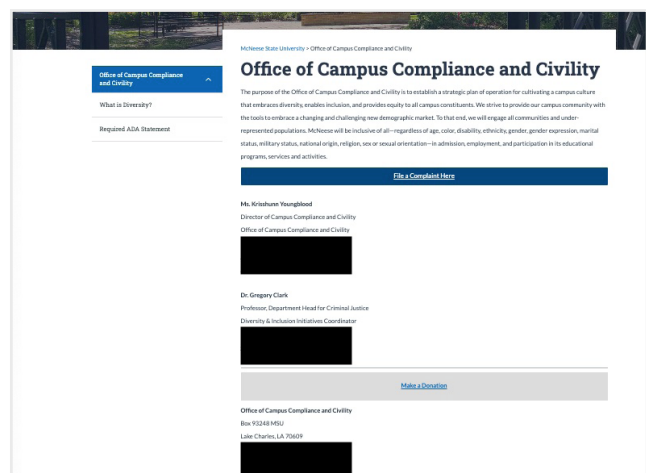 McNeese State University > Office of Campus Compliance and Civility
Office of Campus Compliance
and Civility
What is Diversity?
Required ADA Statement
Office of Campus Compliance and Civility
The purpose of the Office of Campus Compliance and Civility is to establish a strategic plan of operation for cultivating a campus culture
that embraces diversity, enables inclusion, and provides equity to all campus constituents. We strive to provide our campus community with
the tools to embrace a changing and challenging new demographic market. To that end, we will engage all communities and under-
represented populations. McNeese will be inclusive of all—regardless of age, color, disability, ethnicity, gender, gender expression, marital
status, military status, national origin, religion, sex or sexual orientation—in admission, employment, and participation in its educational
programs, services and activities.
File a Complaint Here
Ms. Krisshunn Youngblood
Director of Campus Compliance and Civility
Office of Campus Compliance and Civility
Dr. Gregory Clark
Professor, Department Head for Criminal Justice
Diversity & Inclusion Initiatives Coordinator
Make a Donation
Office of Campus Compliance and Civility
Box 93248 MSU
Lake Charles, LA 70609